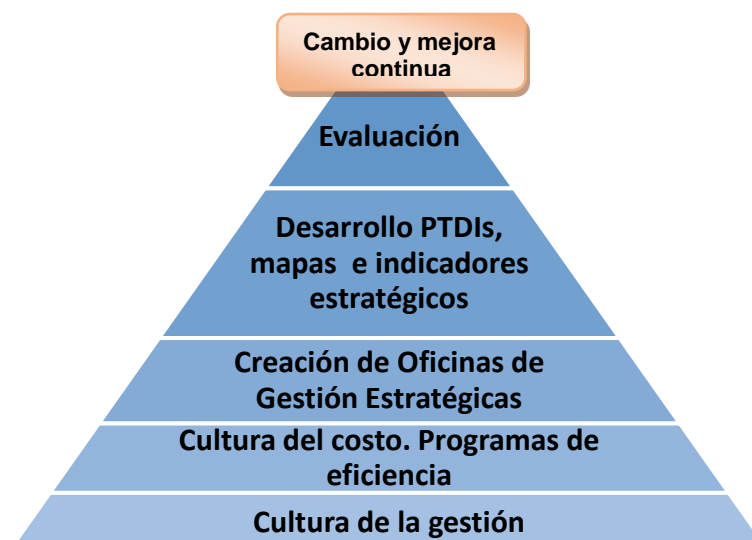 Cambio y mejora
continua
Evaluación
Desarrollo PTDIs,
mapas e indicadores
estratégicos
Creación de Oficinas de
Gestión Estratégicas
Cultura del costo. Programas de
eficiencia
Cultura de la gestión